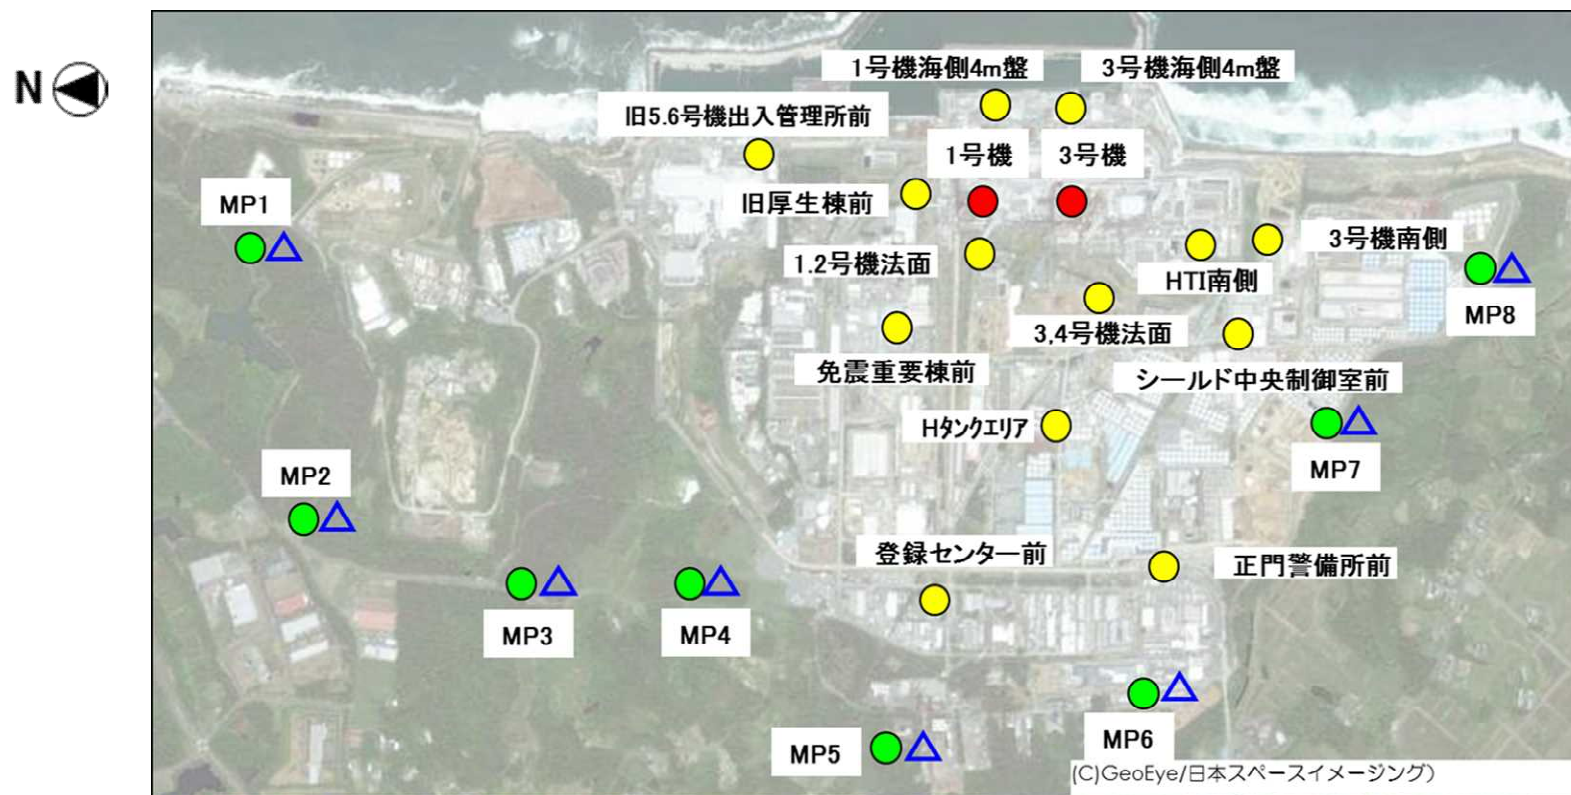 1号機海側4m盤
3号機海側4m盤
N
旧5.6号機出入管理所前
1号機
3号機
MP1
旧厚生棟前
3号機南側
1.2号機法面
HTI南側
MP8
3,4号機法面
免震重要棟前
シールド中央制御室前
Hタンクエリア
MP7
MP2
登録センター前
正門警備所前
MP3
MP4
MP6
MP5
(C)GeoEye/日本スペースイメージング）